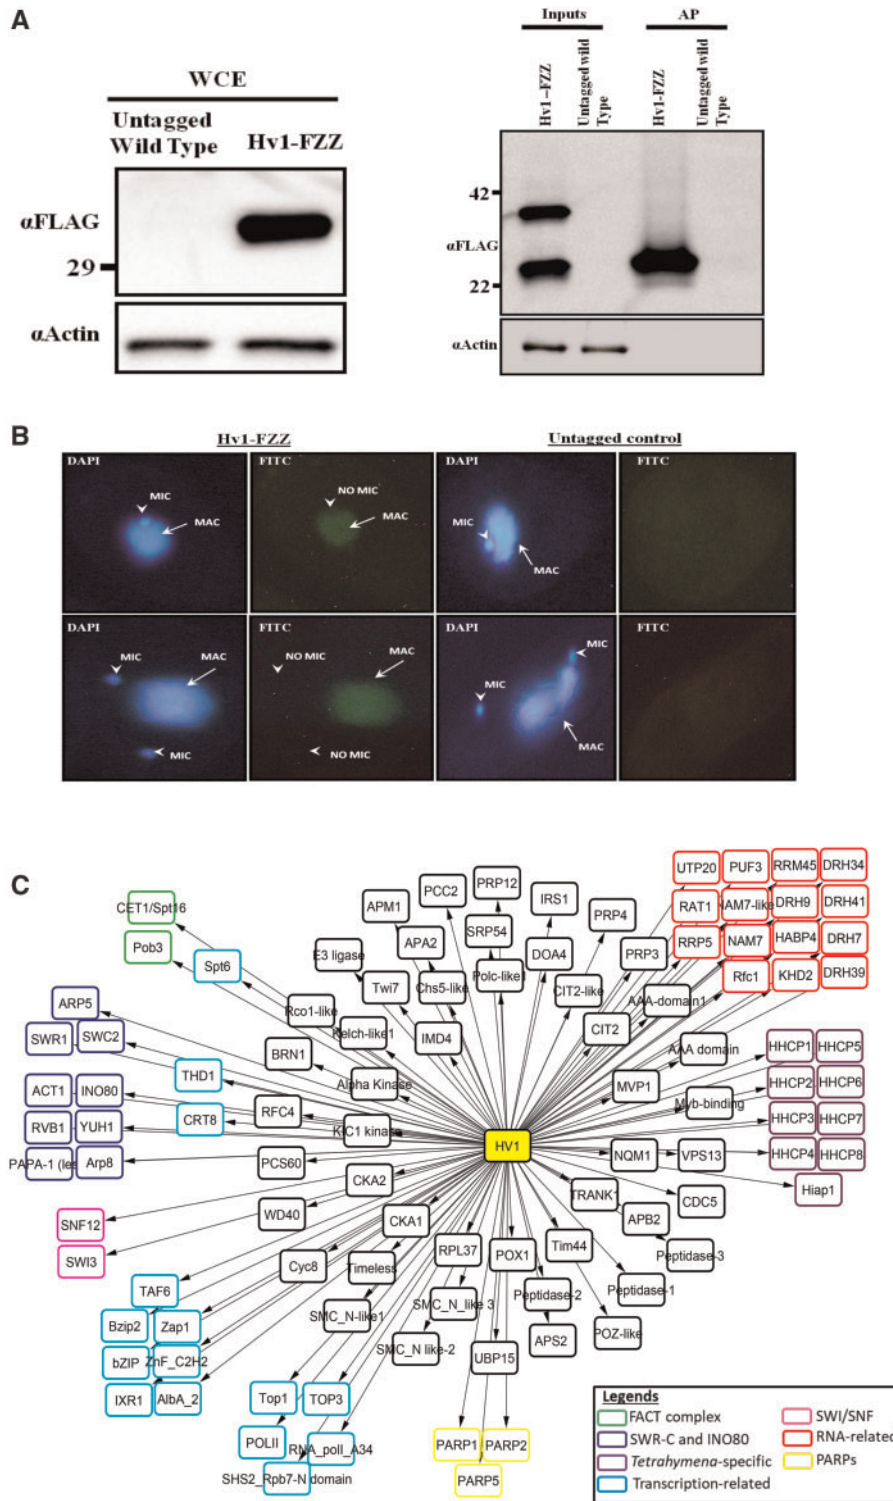 A
WCE
Untagged
Wild Type
Hv1-FZZ
αFLAG
29
αActin
Inputs
AP
Hv1-FZZ
Untagged wild
Type
Hv1-FZZ
Untagged wild
Type
42
αFLAG
22
αActin
B
Hv1-FZZ
Untagged control
DAPI
MIC
MAC
FITC
NO MIC
MAC
DAPI
MIC
MAC
FITC
DAPI
MIC
MAC
MIC
FITC
NO MIC
MAC
NO MIC
DAPI
MIC
MIC
MAC
FITC
C
CET1/Spt16
Pob3
Spt6
ARP5
SWR1
SWC2
ACT1
INO80
RVB1
YUH1
PAPA-1 (les
Arp8
THD1
CRT8
SNF12
SWI3
TAF6
Bzip2
Zap1
bZIP
ZnF_C2H2
IXR1
AlbA_2
Top1
TOP3
POLII
RNA_polI_A34
SHS2_Rpb7-N domain
PARP1
PARP2
PARP5
APM1
PCC2
PRP12
IRS1
PRP4
E3 ligase
APA2
SRP54
DOA4
PRP3
Twi7
Chs5-like
Polc-like1
CIT2-like
AAA-domain1
Rco1-like
Kelch-like1
IMD4
CIT2
AAA domain
BRN1
Alpha Kinase
MVP1
Myb-binding
RFC4
KIC1 kinase
HV1
NQM1
VPS13
PCS60
CKA2
TRANK1
CDC5
WD40
CKA1
APB2
Cyc8
Timeless
RPL37
POX1
Tim44
Peptidase-3
SMC_N-like1
SMC_N_like 3
Peptidase-2
Peptidase-1
SMC_N like-2
UBP15
APS2
POZ-like
UTP20
PUF3
RRM45
DRH34
RAT1
NAM7-like
DRH9
DRH41
RRP5
NAM7
HABP4
DRH7
Rfc1
KHD2
DRH39
HHCP1
HHCP5
HHCP2
HHCP6
HHCP3
HHCP7
HHCP4
HHCP8
Hiap1
Legends
FACT complex
SWR-C and INO80
Tetrahymena-specific
Transcription-related
SWI/SNF
RNA-related
PARPs